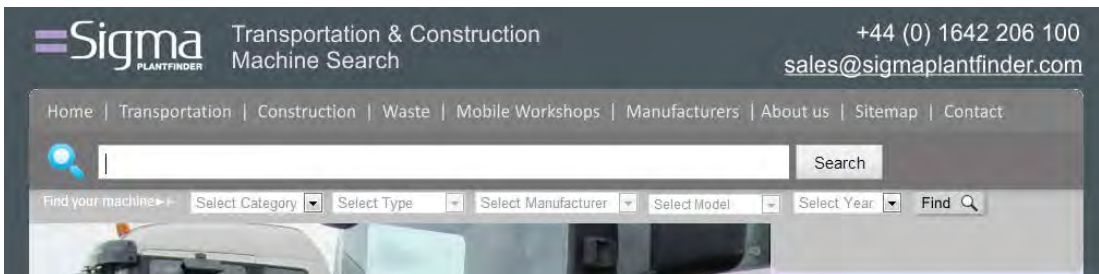 Sigma
PLANTFINDER
Transportation & Construction
Machine Search
+44 (0) 1642 206 100
sales@sigmaplantfinder.com
Home | Transportation | Construction | Waste | Mobile Workshops | Manufacturers | About us | Sitemap | Contact
Search
Find your machine Select Category Select Type Select Manufacturer Select Model Select Year Find